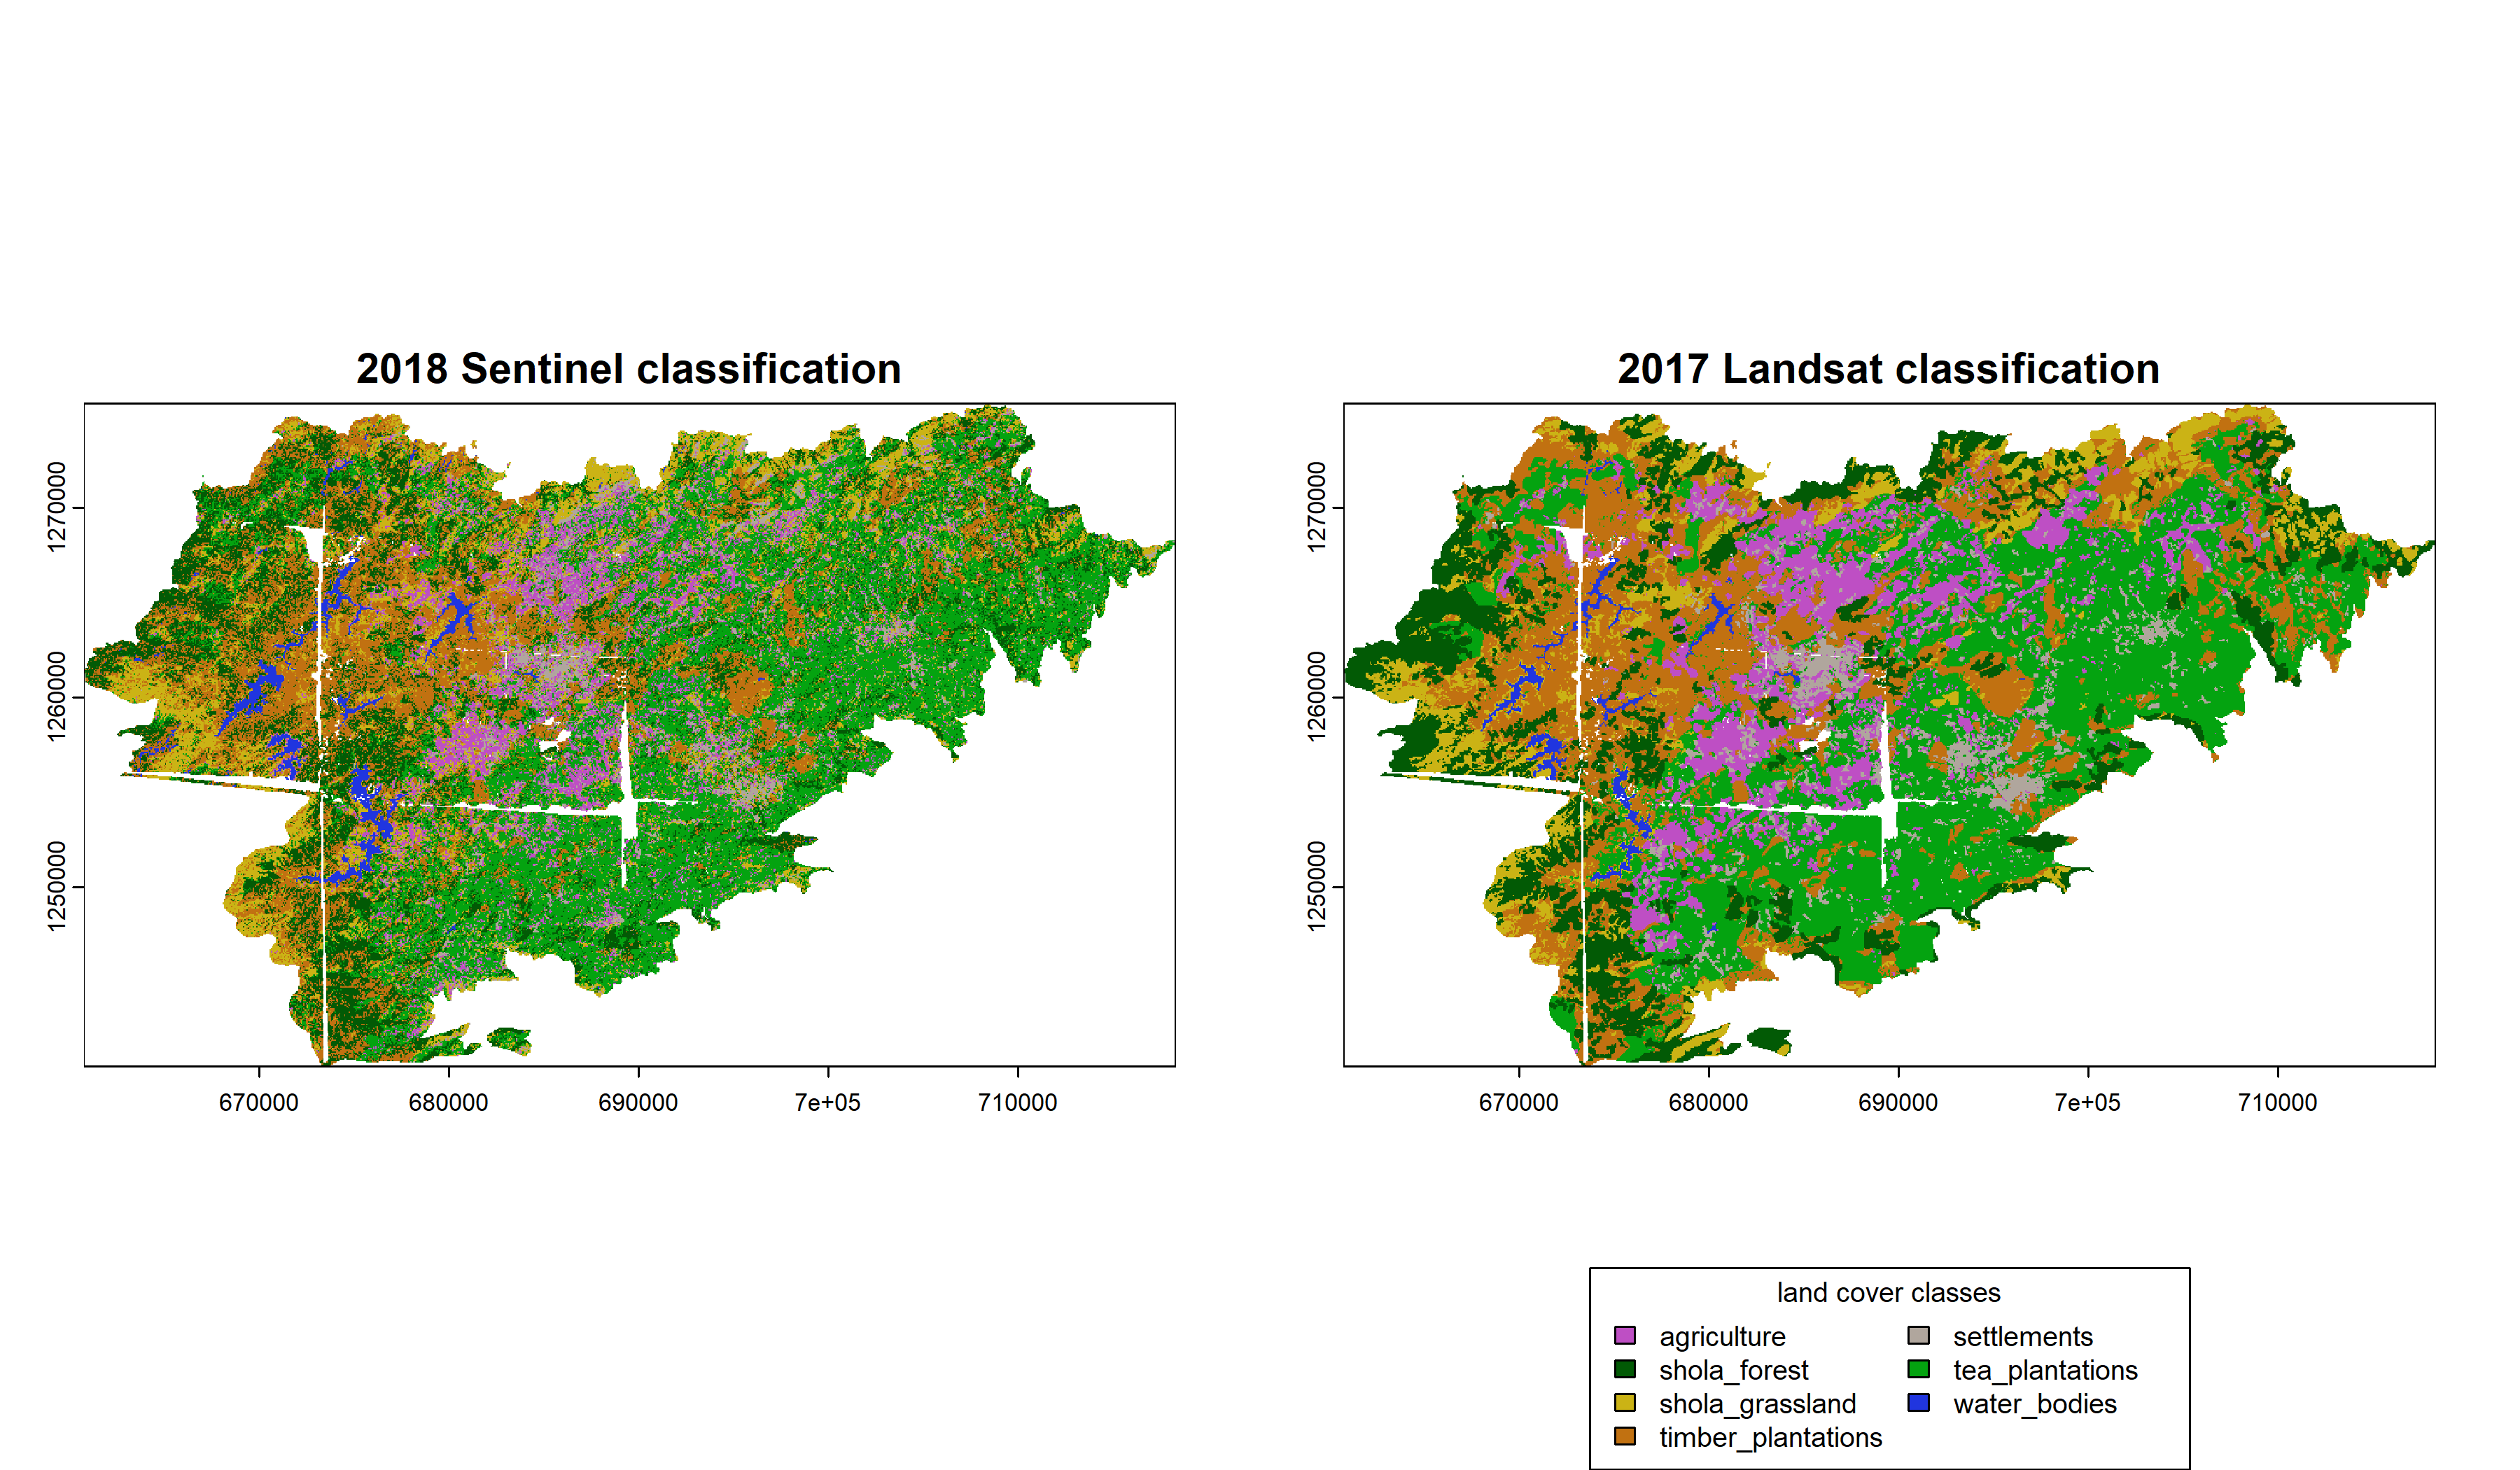 2018 Sentinel classification
2017 Landsat classification
1270000
1260000
1250000
670000 680000 690000 7e+05 710000
1270000
1260000
1250000
670000 680000 690000 7e+05 710000
land cover classes
agriculture
shola_forest
shola_grassland
timber_plantations
settlements
tea_plantations
water_bodies